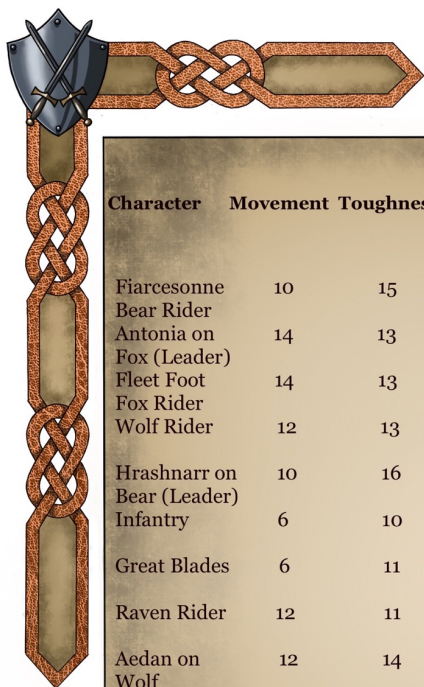 Character Movement Toughnes
Fiarcesonne 10 15
Bear Rider
Antonia on 14 13
Fox (Leader)
Fleet Foot 14 13
Fox Rider
Wolf Rider 12 13
Hrashnarr on 10 16
Bear (Leader)
Infantry 6 10
Great Blades 6 11
Raven Rider 12 11
Aedan on 12 14
Wolf